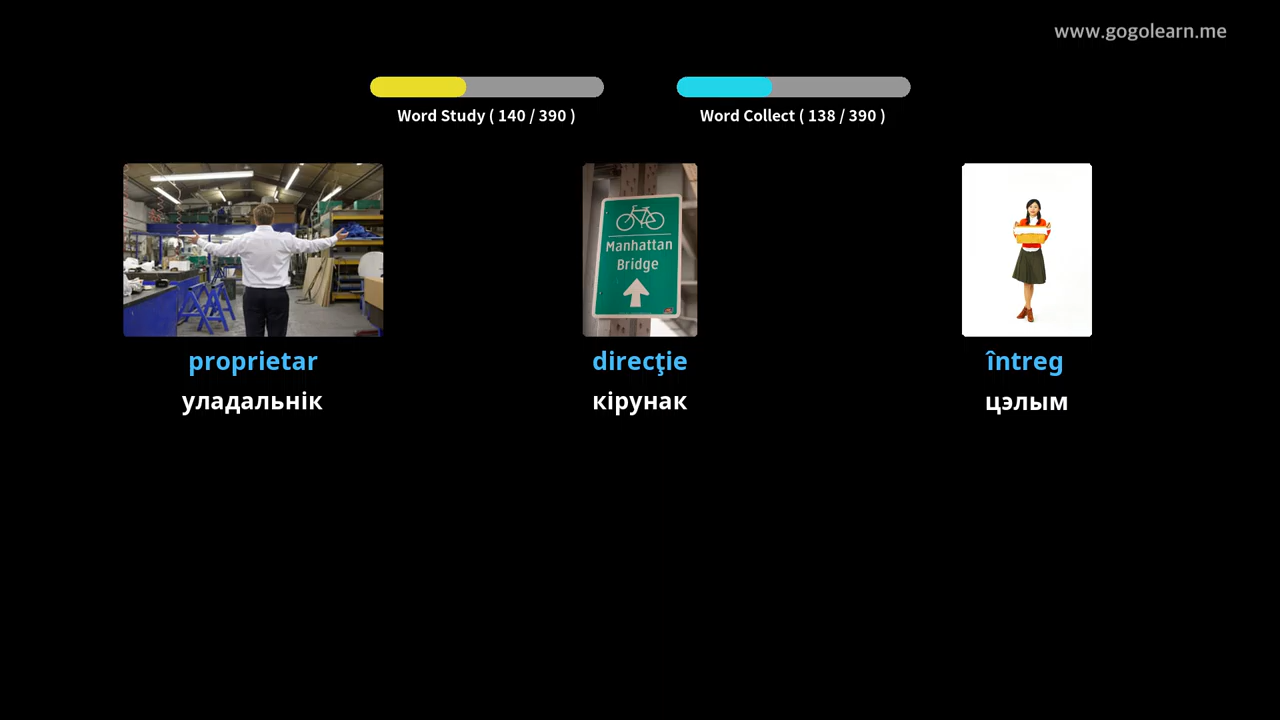 www.gogolearn.me
Word Study ( 140 / 390 )
Word Collect ( 138 / 390 )
Manhattan
Bridge
proprietar
direcţie
întreg
уладальнік
кірунак
цэлым